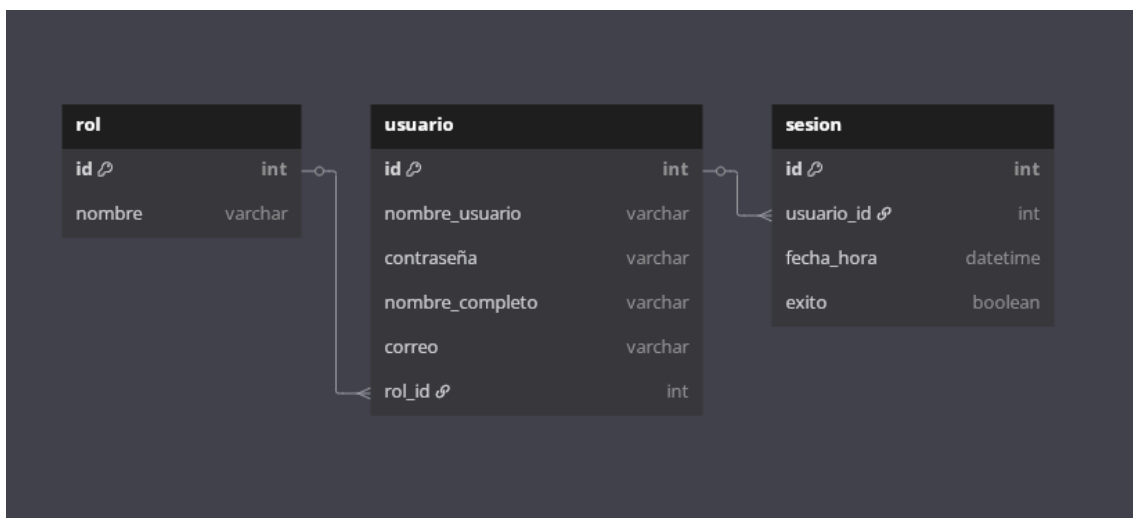 rol
id int
nombre varchar
usuario
id int
nombre_usuario varchar
contraseña varchar
nombre_completo varchar
correo varchar
rol_id int
sesion
id int
usuario_id int
fecha_hora datetime
exito boolean